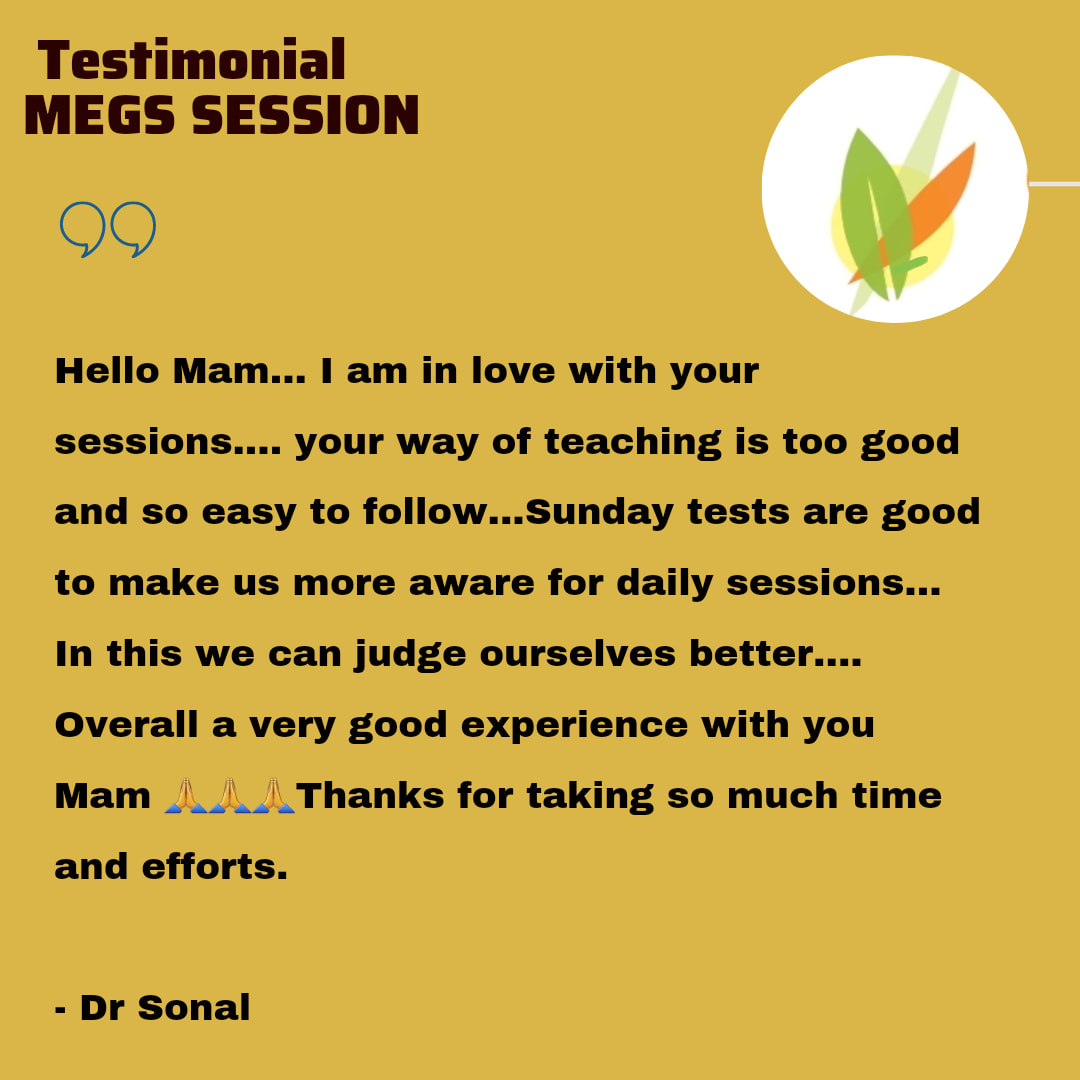 Testimonial
MEGS SESSION
Hello Mam... I am in love with your
sessions.... your way of teaching is too good
and so easy to follow...Sunday tests are good
to make us more aware for daily sessions...
In this we can judge ourselves better....
Overall a very good experience with you
Mam 🙏🙏🙏Thanks for taking so much time
and efforts.
- Dr Sonal